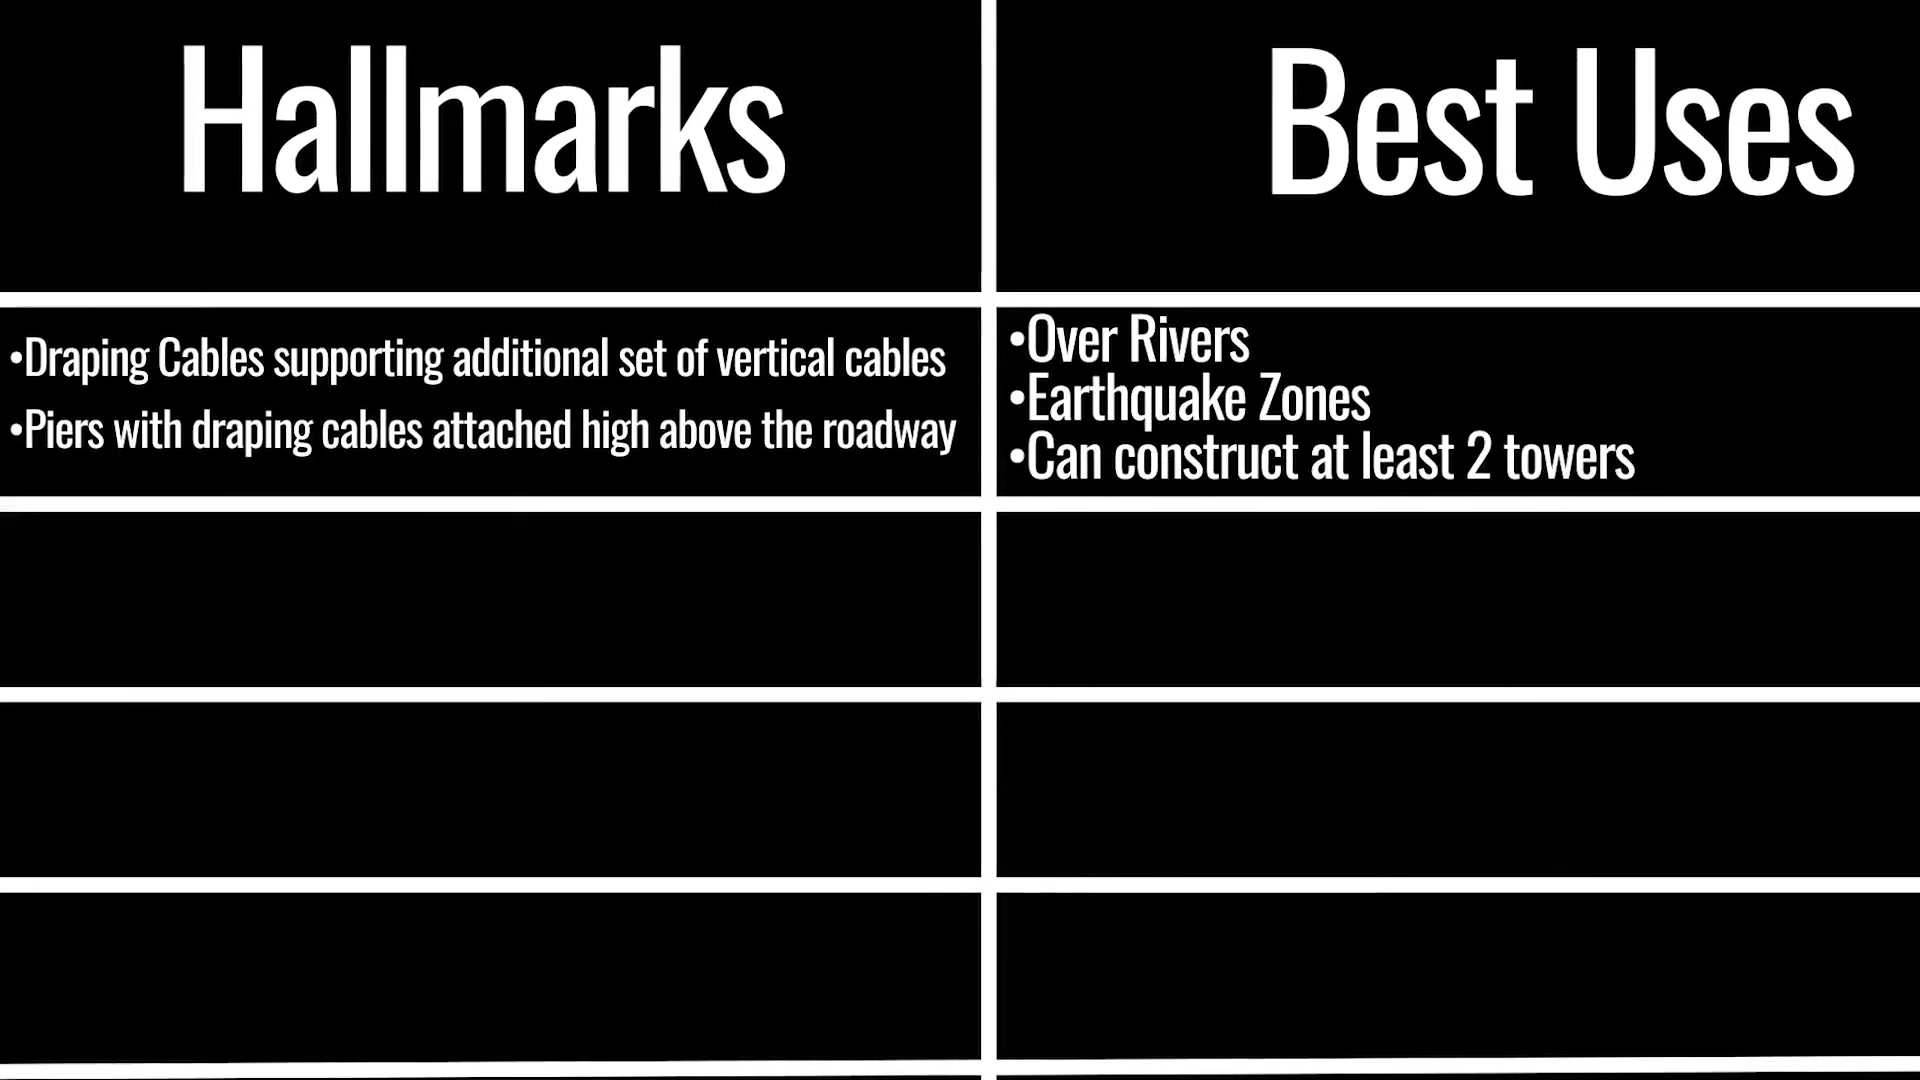 Hallmarks
Best Uses
•Draping Cables supporting additional set of vertical cables
•Piers with draping cables attached high above the roadway
•Over Rivers
•Earthquake Zones
•Can construct at least 2 towers